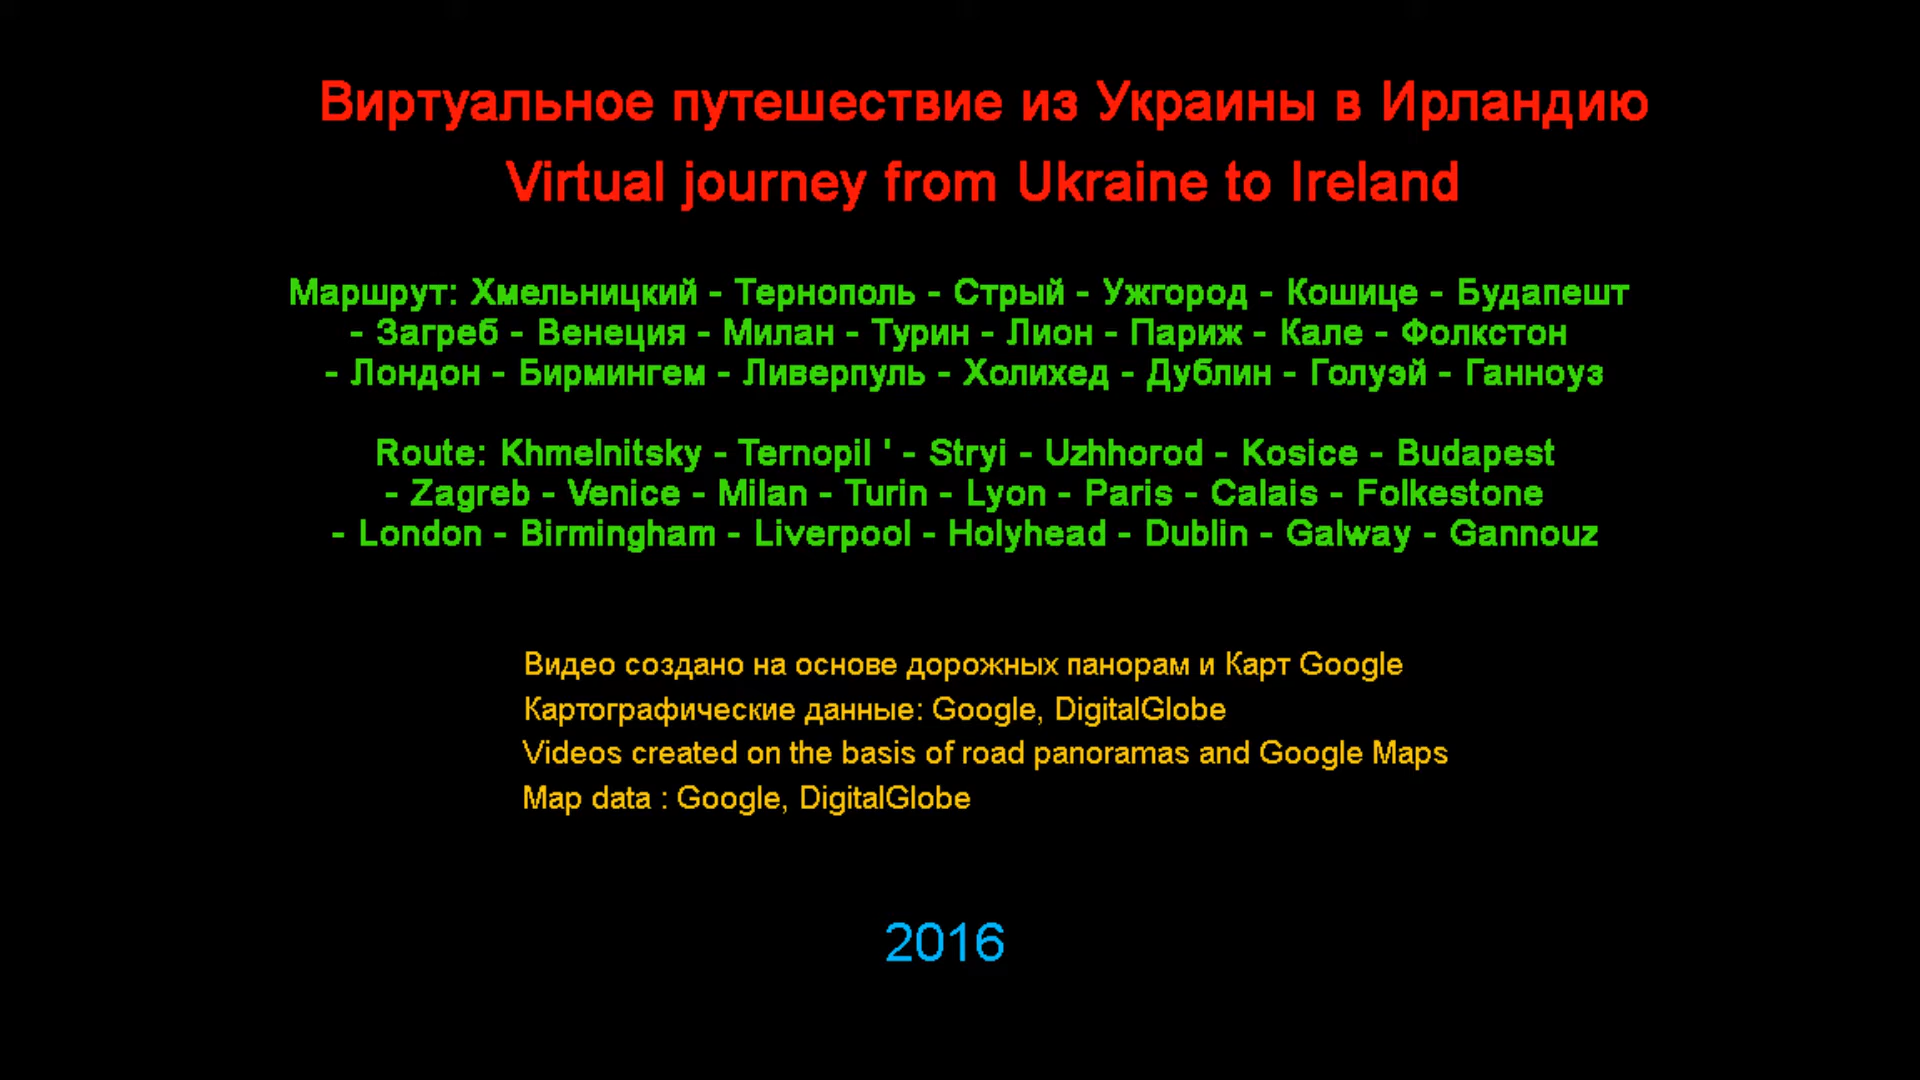 Виртуальное путешествие из Украины в Ирландию
Virtual journey from Ukraine to Ireland
Маршрут: Хмельницкий - Тернополь - Стрый - Ужгород - Кошице - Будапешт
- Загреб - Венеция - Милан - Турин - Лион - Париж - Кале - Фолкстон
- Лондон - Бирмингем - Ливерпуль - Холихед - Дублин - Голуэй - Ганноуз
Route: Khmelnitsky - Ternopil ' - Stryi - Uzhhorod - Kosice - Budapest
- Zagreb - Venice - Milan - Turin - Lyon - Paris - Calais - Folkestone
- London - Birmingham - Liverpool - Holyhead - Dublin - Galway - Gannouz
Видео создано на основе дорожных панорам и Карт Google
Картографические данные: Google, DigitalGlobe
Videos created on the basis of road panoramas and Google Maps
Map data : Google, DigitalGlobe
2016